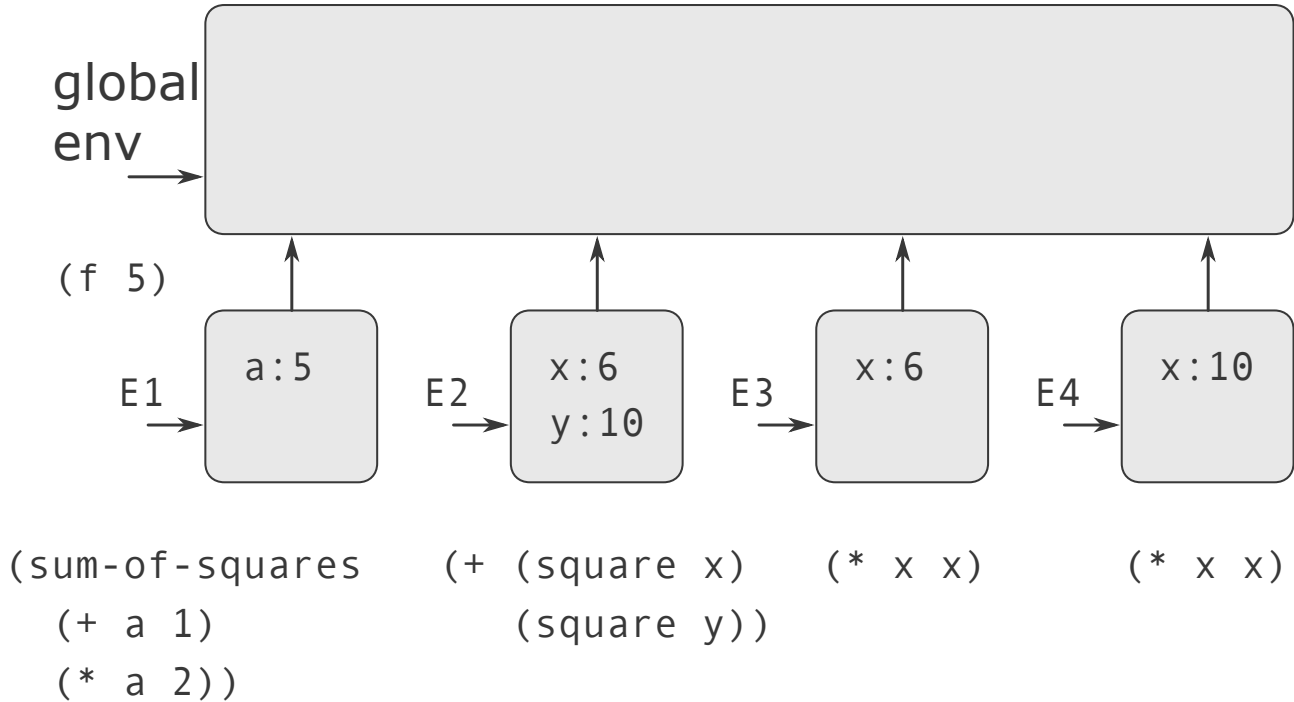 global
env
(f 5)
E1
a:5
E2
x:6
y:10
E3
x:6
E4
x:10
(sum-of-squares
(+ a 1)
(* a 2))
(+ (square x)
(square y))
(* x x)
(* x x)